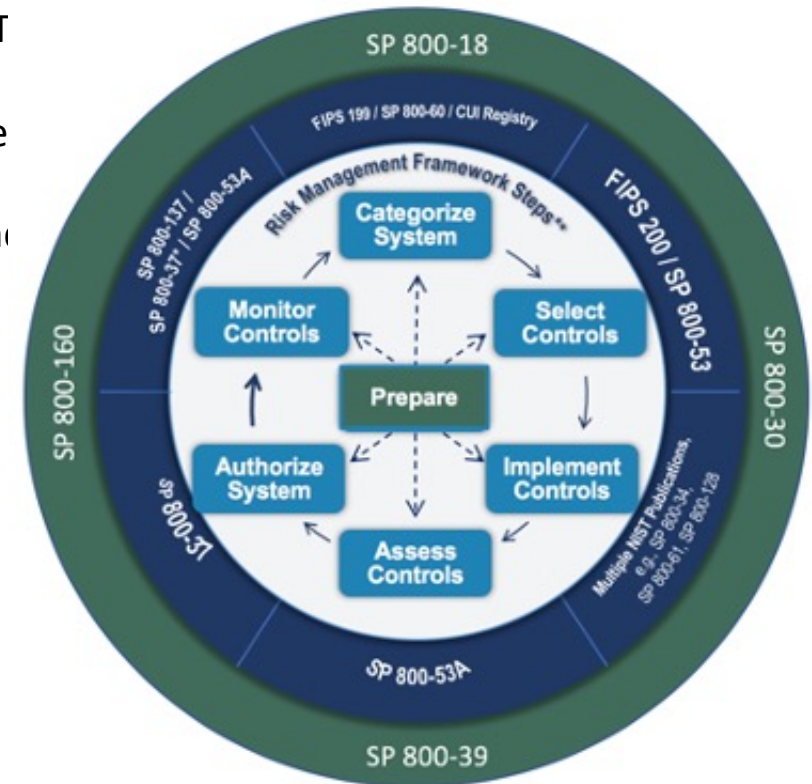 T
e
SP 800-18
FIPS 199 / SP 800-60 / CUI Registry
FIPS 200 / SP 800-53
SP 800-30
Multiple NIST Publications,
e.g., SP 800-34,
SP 800-61, SP 800-128
SP 800-53A
SP 800-39
SP 800-37
SP 800-160
SP 800-137 /
SP 800-37* / SP 800-53A
Risk Management Framework Steps**
Categorize
System
Select
Controls
Implement
Controls
Assess
Controls
Authorize
System
Monitor
Controls
Prepare